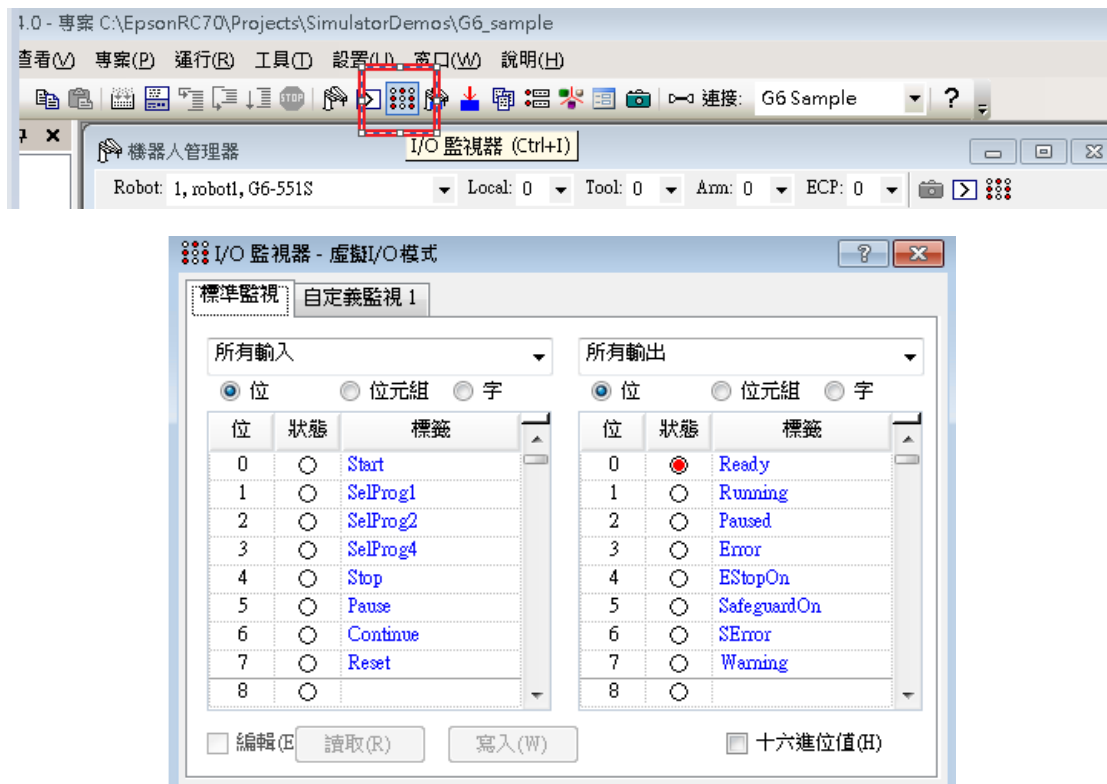 4.0 - 專案 C:\EpsonRC70\Projects\SimulatorDemos\G6_sample
查看(V) 專案(P) 運行(R) 工具(T) 設置(U) 窗口(W) 說明(H)
STOP 連接: G6 Sample ?
I/O 監視器 (Ctrl+I)
機器人管理器
Robot: 1, robot1, G6-551S Local: 0 Tool: 0 Arm: 0 ECP: 0
I/O 監視器 - 虛擬I/O模式 ?
標準監視 自定義監視 1
所有輸入 所有輸出
位 位元組 字 位 位元組 字
位 狀態 標籤 位 狀態 標籤
0 Start 0 Ready
1 SelProg1 1 Running
2 SelProg2 2 Paused
3 SelProg4 3 Error
4 Stop 4 EStopOn
5 Pause 5 SafeguardOn
6 Continue 6 SError
7 Reset 7 Warning
8 8
編輯(E 讀取(R) 寫入(W) 十六進位值(H)